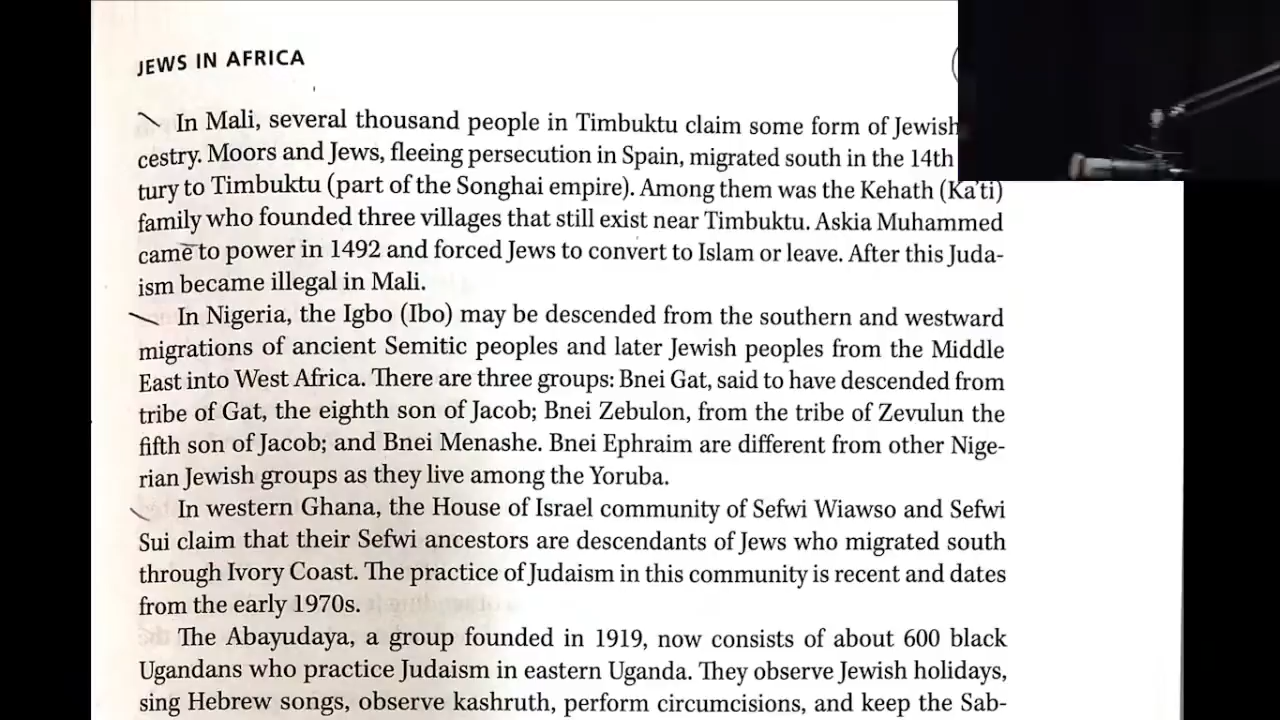 JEWS IN AFRICA
In Mali, several thousand people in Timbuktu claim some form of Jewish
cestry. Moors and Jews, fleeing persecution in Spain, migrated south in the 14th
tury to Timbuktu (part of the Songhai empire). Among them was the Kehath (Ka'ti)
family who founded three villages that still exist near Timbuktu. Askia Muhammed
came to power in 1492 and forced Jews to convert to Islam or leave. After this Juda-
ism became illegal in Mali.
In Nigeria, the Igbo (Ibo) may be descended from the southern and westward
migrations of ancient Semitic peoples and later Jewish peoples from the Middle
East into West Africa. There are three groups: Bnei Gat, said to have descended from
tribe of Gat, the eighth son of Jacob; Bnei Zebulon, from the tribe of Zevulun the
fifth son of Jacob; and Bnei Menashe. Bnei Ephraim are different from other Nige-
rian Jewish groups as they live among the Yoruba.
In western Ghana, the House of Israel community of Sefwi Wiawso and Sefwi
Sui claim that their Sefwi ancestors are descendants of Jews who migrated south
through Ivory Coast. The practice of Judaism in this community is recent and dates
from the early 1970s.
The Abayudaya, a group founded in 1919, now consists of about 600 black
Ugandans who practice Judaism in eastern Uganda. They observe Jewish holidays,
sing Hebrew songs, observe kashruth, perform circumcisions, and keep the Sab-